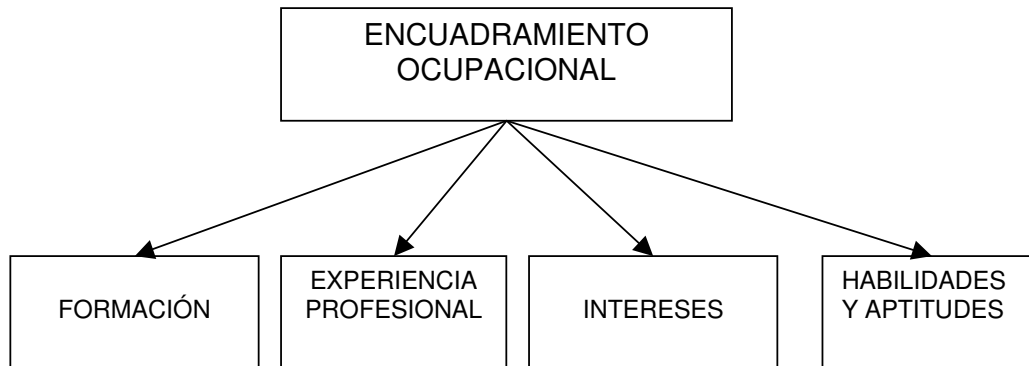 ENCUADRAMIENTO
OCUPACIONAL
FORMACIÓN
EXPERIENCIA
PROFESIONAL
INTERESES
HABILIDADES
Y APTITUDES